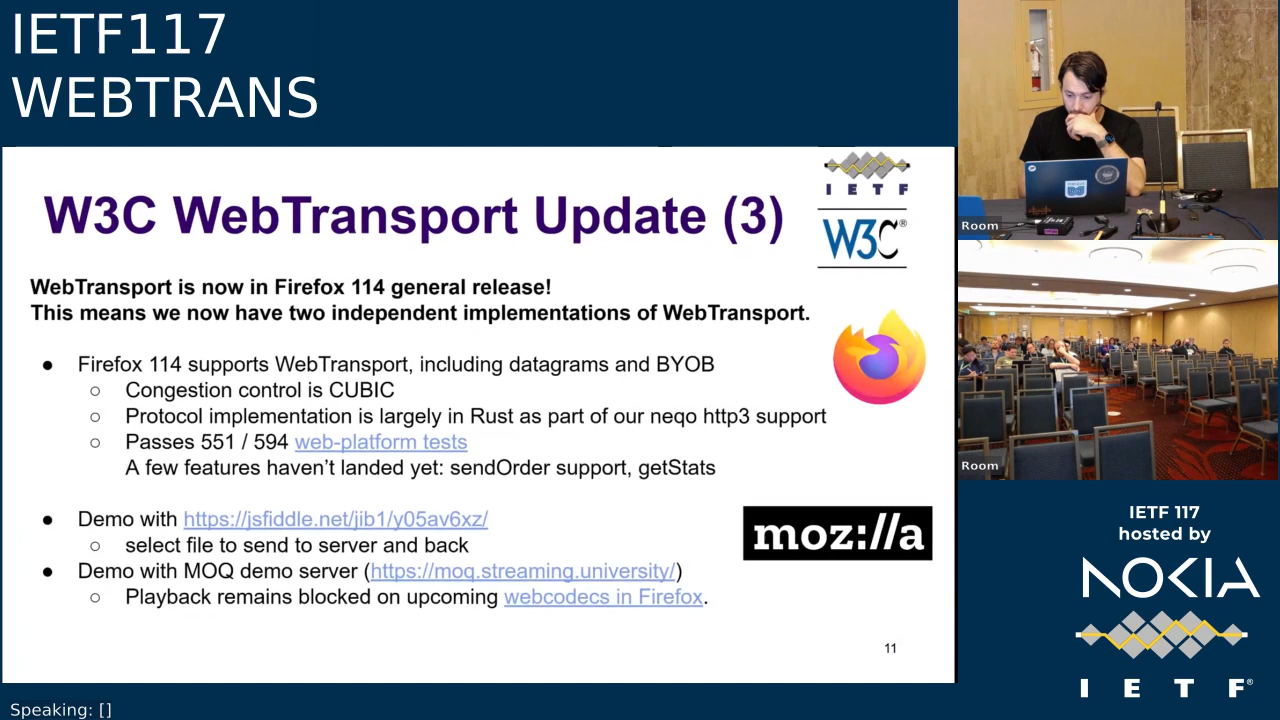 IETF117
WEBTRANS
W3C WebTransport Update (3)
I E T F
W3C®
WebTransport is now in Firefox 114 general release!
This means we now have two independent implementations of WebTransport.
● Firefox 114 supports WebTransport, including datagrams and BYOB
○ Congestion control is CUBIC
○ Protocol implementation is largely in Rust as part of our neqo http3 support
○ Passes 551 / 594 web-platform tests
A few features haven’t landed yet: sendOrder support, getStats
● Demo with https://jsfiddle.net/jib1/y05av6xz/
○ select file to send to server and back
● Demo with MOQ demo server (https://moq.streaming.university/)
○ Playback remains blocked on upcoming webcodecs in Firefox.
moz://a
11
Room
Room
IETF 117
hosted by
NOKIA
I E T F®
Speaking: []